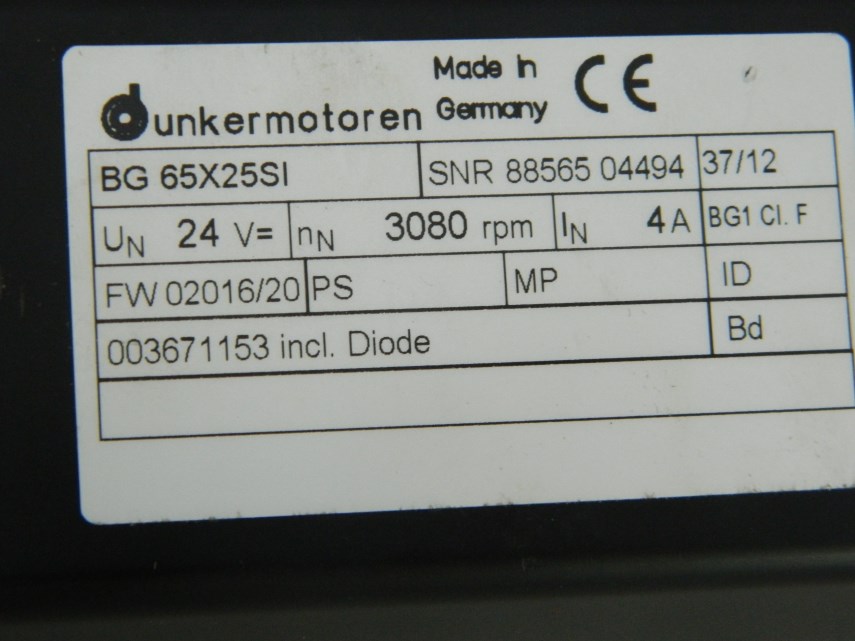 dunkermotoren Made in Germany CE
BG 65X25SI SNR 88565 04494 37/12
UN 24 V= nN 3080 rpm IN 4 A BG1 Cl. F
FW 02016/20 PS MP ID
003671153 incl. Diode Bd